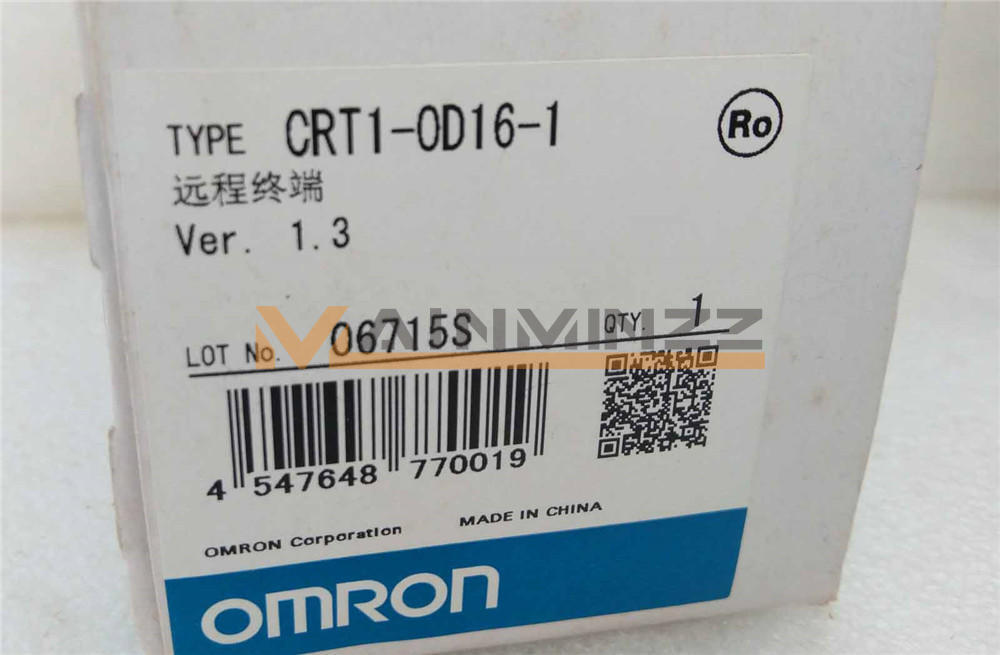 TYPE CRT1-OD16-1
Ro
远程终端
Ver. 1.3
LOT No. 06715S QTY. 1
4 547648 770019
OMRON Corporation MADE IN CHINA
OMRON